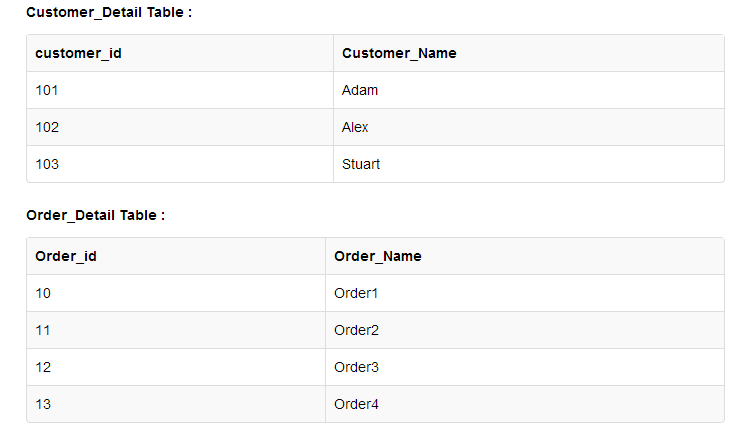 Customer_Detail Table :
customer_id Customer_Name
101 Adam
102 Alex
103 Stuart
Order_Detail Table :
Order_id Order_Name
10 Order1
11 Order2
12 Order3
13 Order4